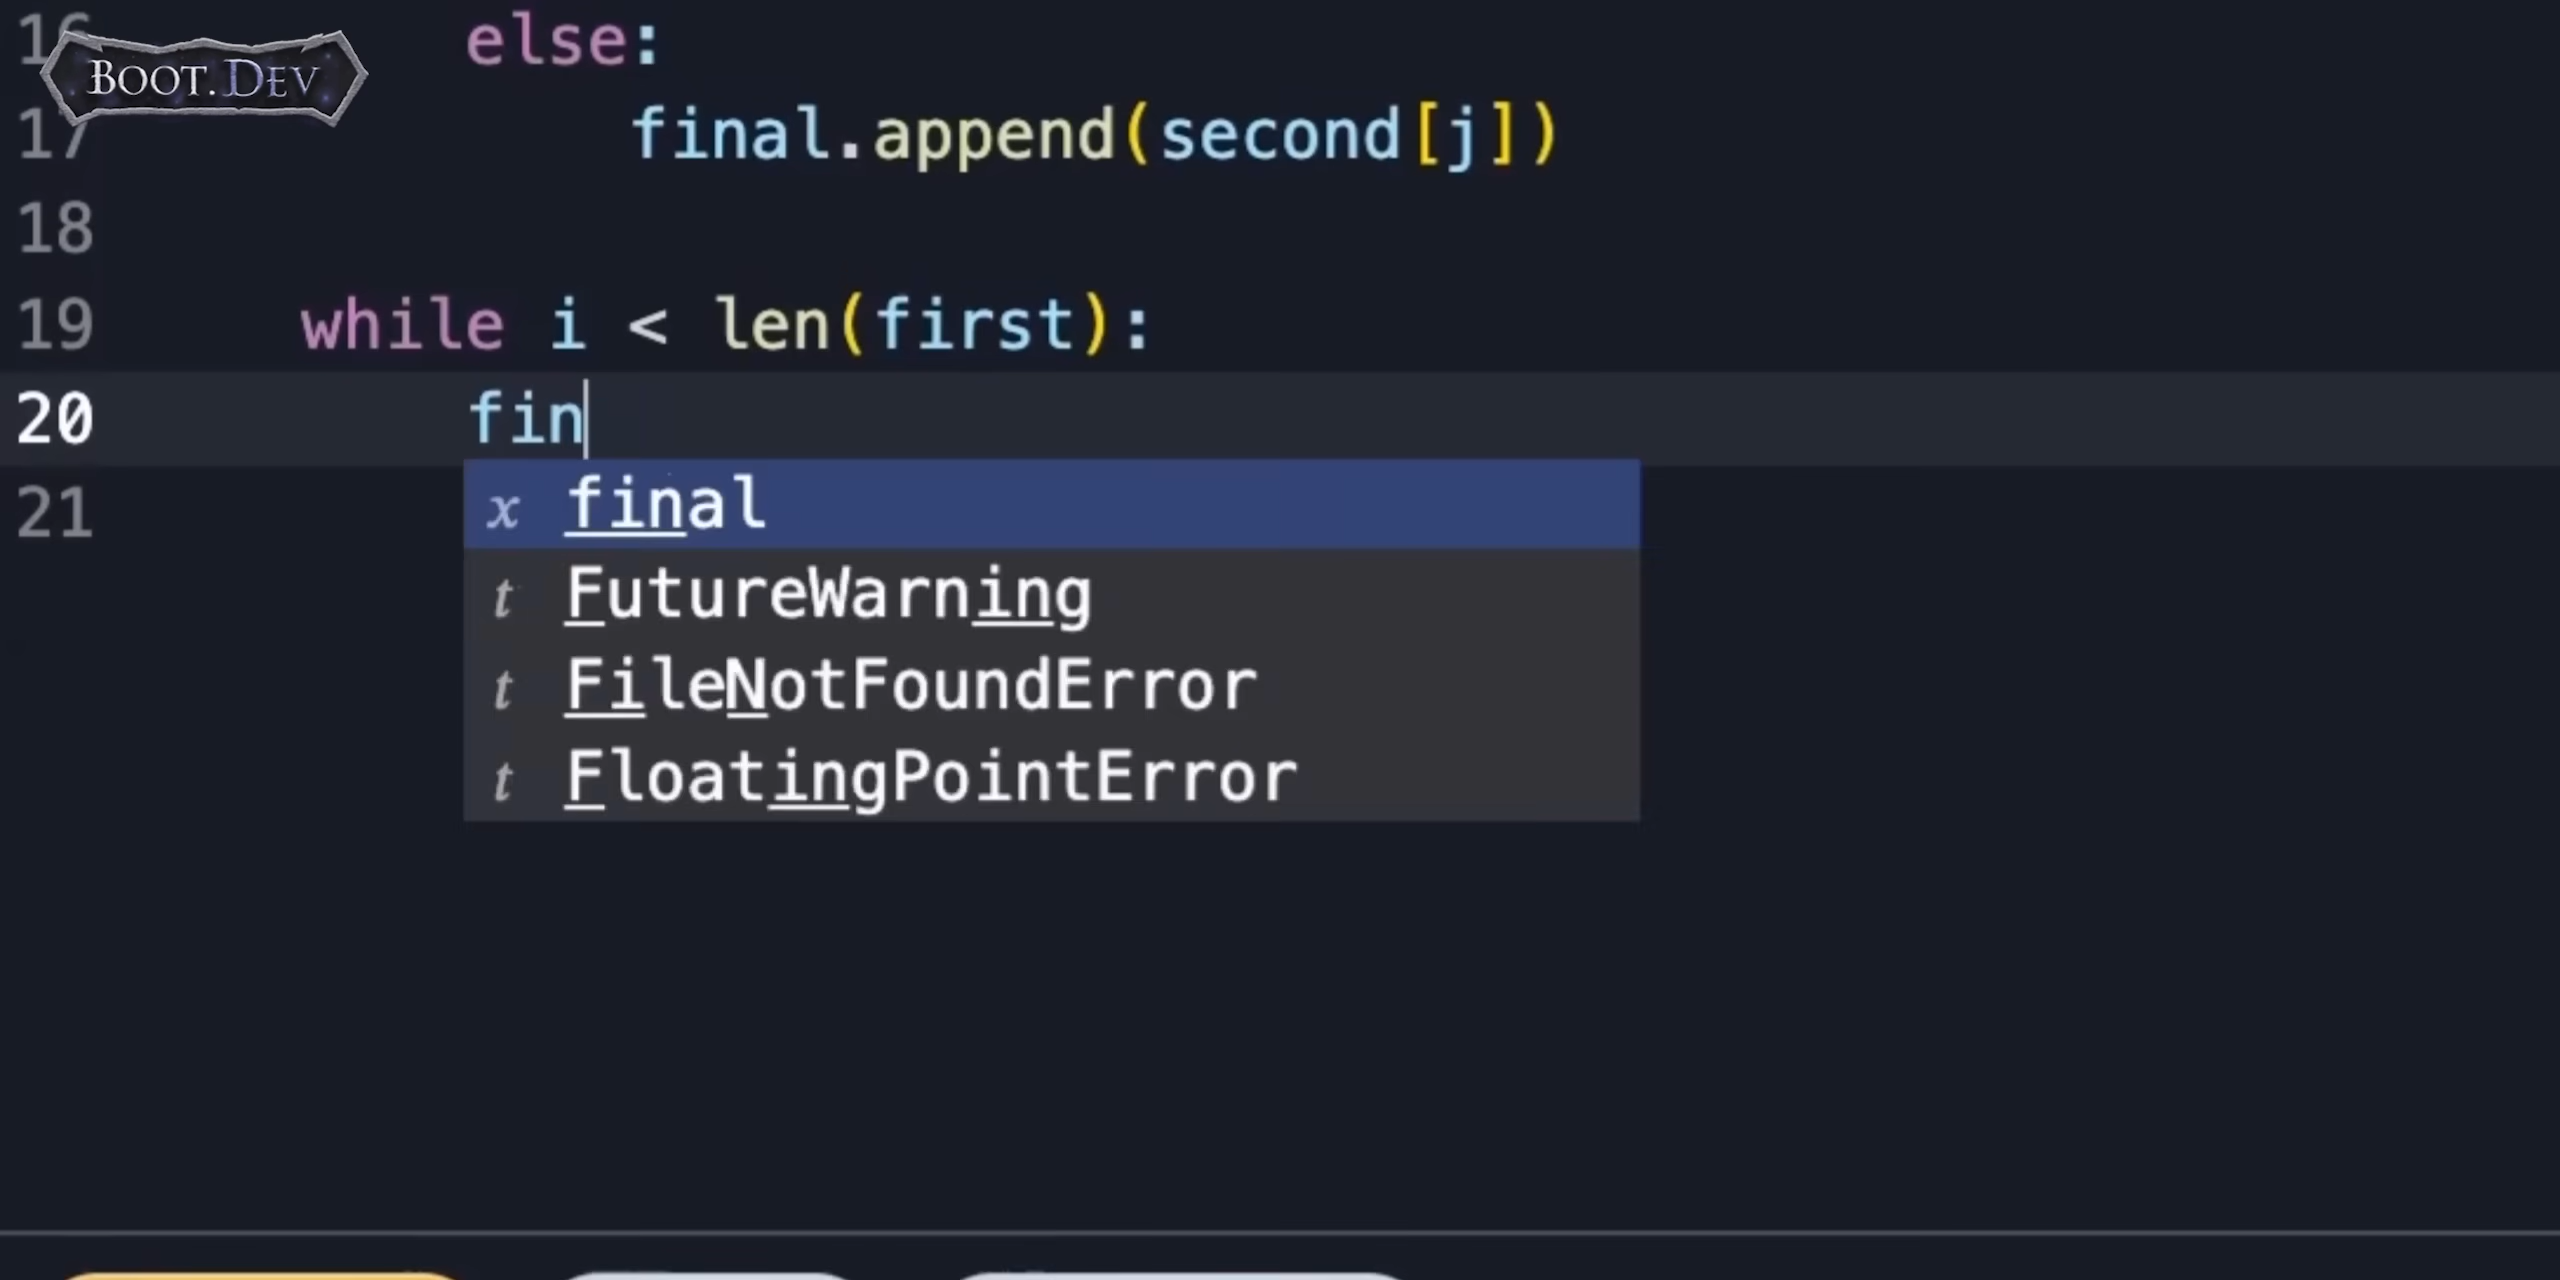 16 else:
BOOT.DEV
17 final.append(second[j])
18
19 while i < len(first):
20 fin
21
x final
t FutureWarning
t FileNotFoundError
t FloatingPointError